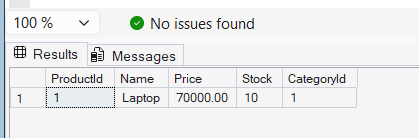 100 % No issues found
Results Messages
ProductId Name Price Stock CategoryId
1 1 Laptop 70000.00 10 1